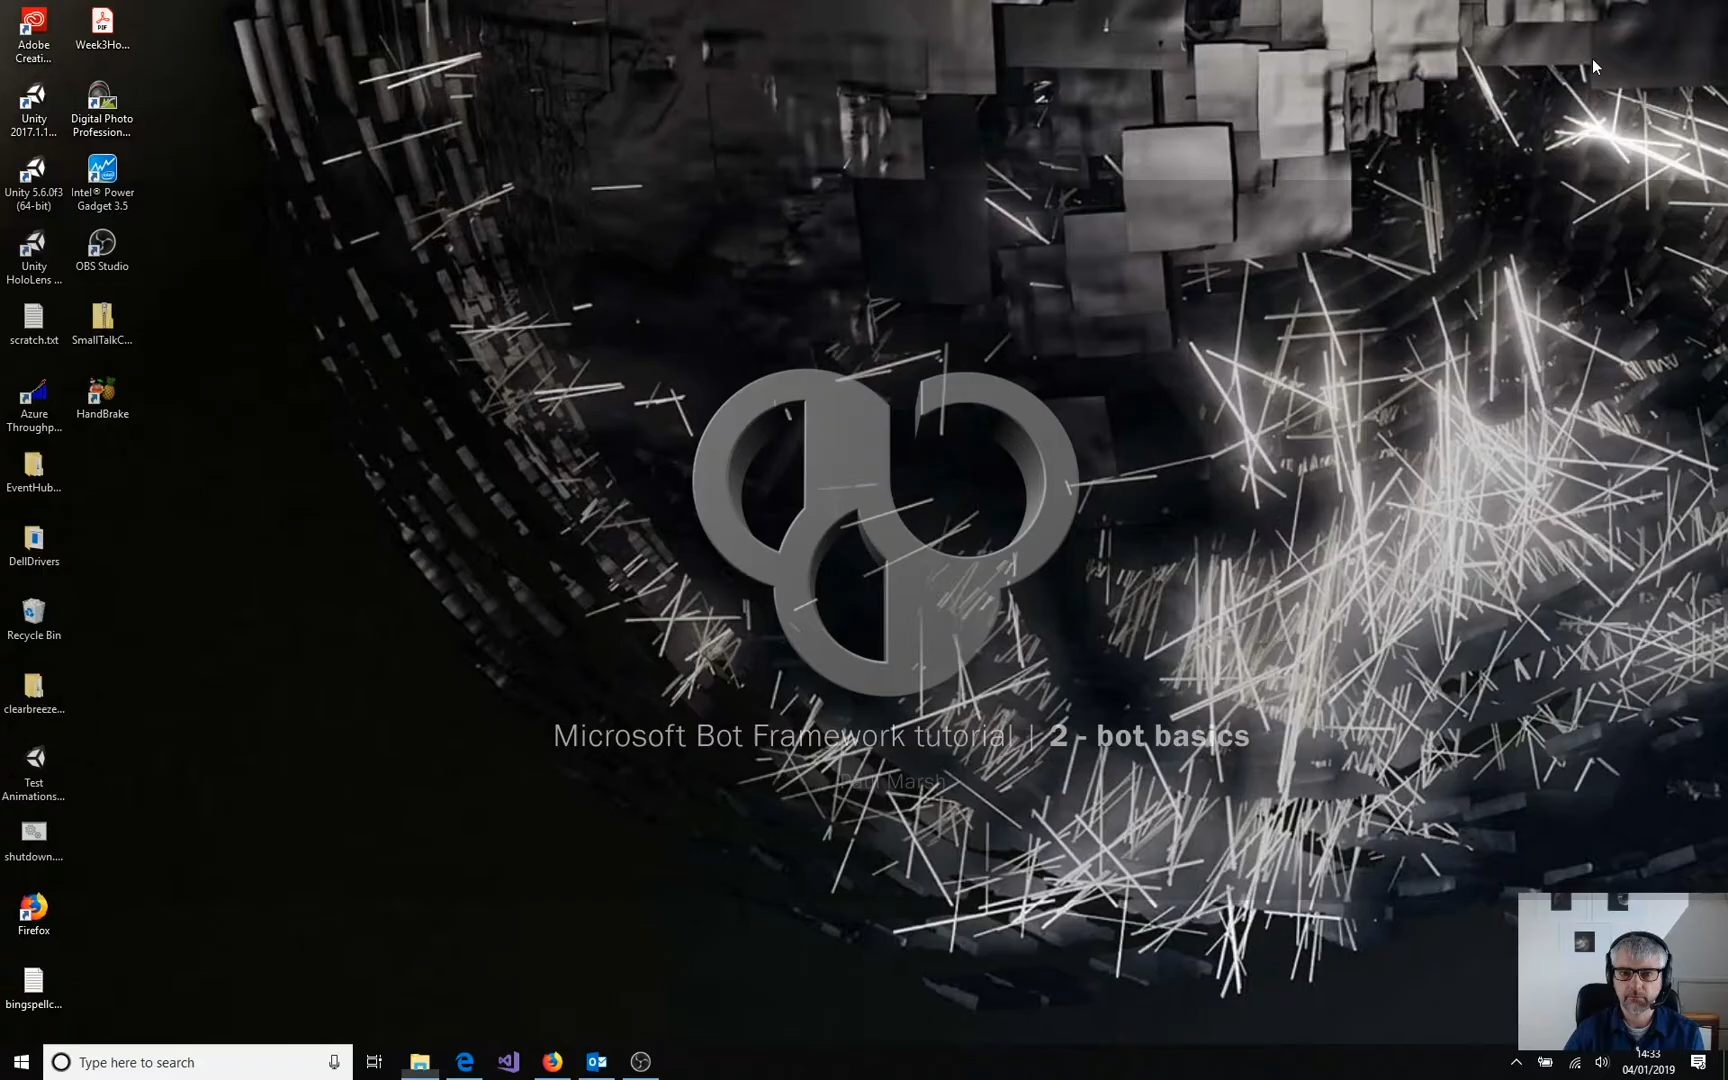 Adobe
Creati...
Week3Ho...
Unity
2017.1.1...
Digital Photo
Profession...
Unity 5.6.0f3
(64-bit)
Intel® Power
Gadget 3.5
Unity
HoloLens ...
OBS Studio
scratch.txt
SmallTalkC...
Azure
Throughp...
HandBrake
EventHub...
DellDrivers
Recycle Bin
clearbreeze...
Test
Animations...
shutdown....
Firefox
bingspellc...
Microsoft Bot Framework tutorial | 2 - bot basics
Paul Marsh
Type here to search
14:33
04/01/2019